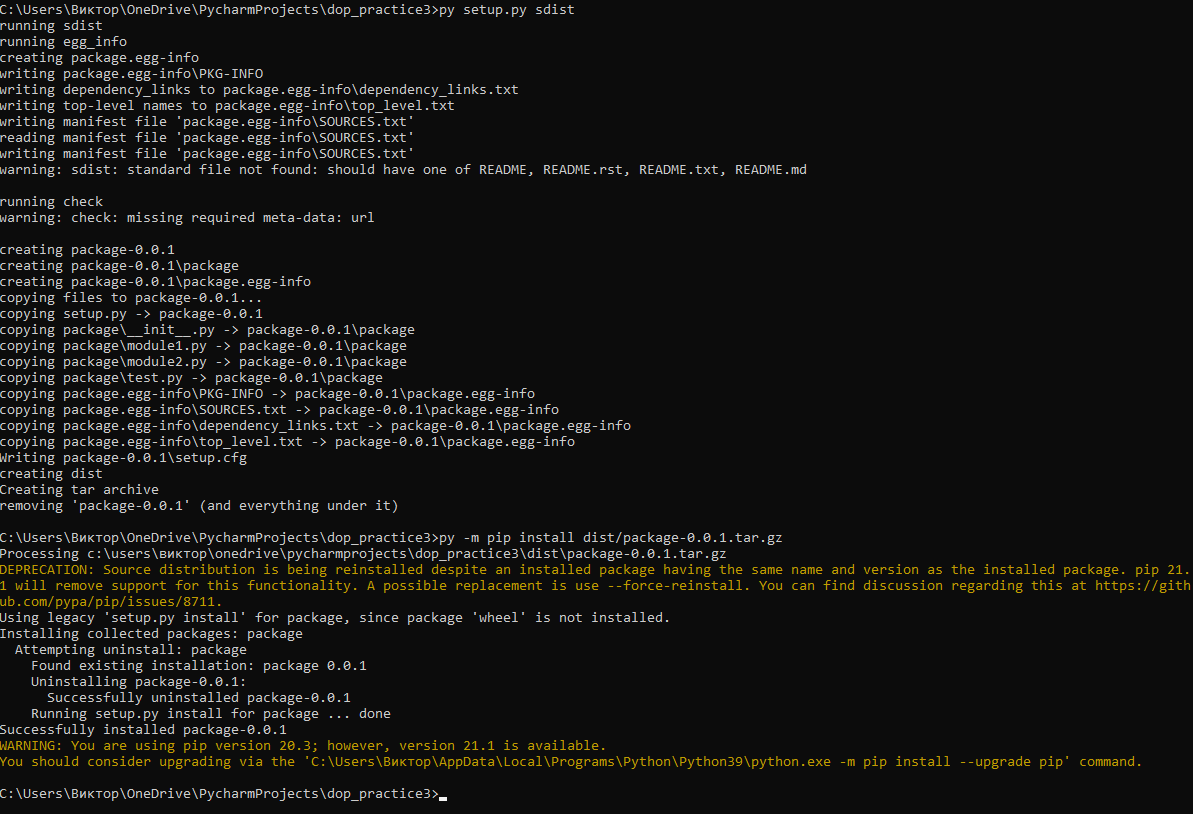 C:\Users\Виктор\OneDrive\PycharmProjects\dop_practice3>py setup.py sdist
running sdist
running egg_info
creating package.egg-info
writing package.egg-info\PKG-INFO
writing dependency_links to package.egg-info\dependency_links.txt
writing top-level names to package.egg-info\top_level.txt
writing manifest file 'package.egg-info\SOURCES.txt'
reading manifest file 'package.egg-info\SOURCES.txt'
writing manifest file 'package.egg-info\SOURCES.txt'
warning: sdist: standard file not found: should have one of README, README.rst, README.txt, README.md
running check
warning: check: missing required meta-data: url
creating package-0.0.1
creating package-0.0.1\package
creating package-0.0.1\package.egg-info
copying files to package-0.0.1...
copying setup.py -> package-0.0.1
copying package\__init__.py -> package-0.0.1\package
copying package\module1.py -> package-0.0.1\package
copying package\module2.py -> package-0.0.1\package
copying package\test.py -> package-0.0.1\package
copying package.egg-info\PKG-INFO -> package-0.0.1\package.egg-info
copying package.egg-info\SOURCES.txt -> package-0.0.1\package.egg-info
copying package.egg-info\dependency_links.txt -> package-0.0.1\package.egg-info
copying package.egg-info\top_level.txt -> package-0.0.1\package.egg-info
Writing package-0.0.1\setup.cfg
creating dist
Creating tar archive
removing 'package-0.0.1' (and everything under it)
C:\Users\Виктор\OneDrive\PycharmProjects\dop_practice3>py -m pip install dist/package-0.0.1.tar.gz
Processing c:\users\виктор\onedrive\pycharmprojects\dop_practice3\dist\package-0.0.1.tar.gz
DEPRECATION: Source distribution is being reinstalled despite an installed package having the same name and version as the installed package. pip 21.
1 will remove support for this functionality. A possible replacement is use --force-reinstall. You can find discussion regarding this at https://gith
ub.com/pypa/pip/issues/8711.
Using legacy 'setup.py install' for package, since package 'wheel' is not installed.
Installing collected packages: package
Attempting uninstall: package
Found existing installation: package 0.0.1
Uninstalling package-0.0.1:
Successfully uninstalled package-0.0.1
Running setup.py install for package ... done
Successfully installed package-0.0.1
WARNING: You are using pip version 20.3; however, version 21.1 is available.
You should consider upgrading via the 'C:\Users\Виктор\AppData\Local\Programs\Python\Python39\python.exe -m pip install --upgrade pip' command.
C:\Users\Виктор\OneDrive\PycharmProjects\dop_practice3>